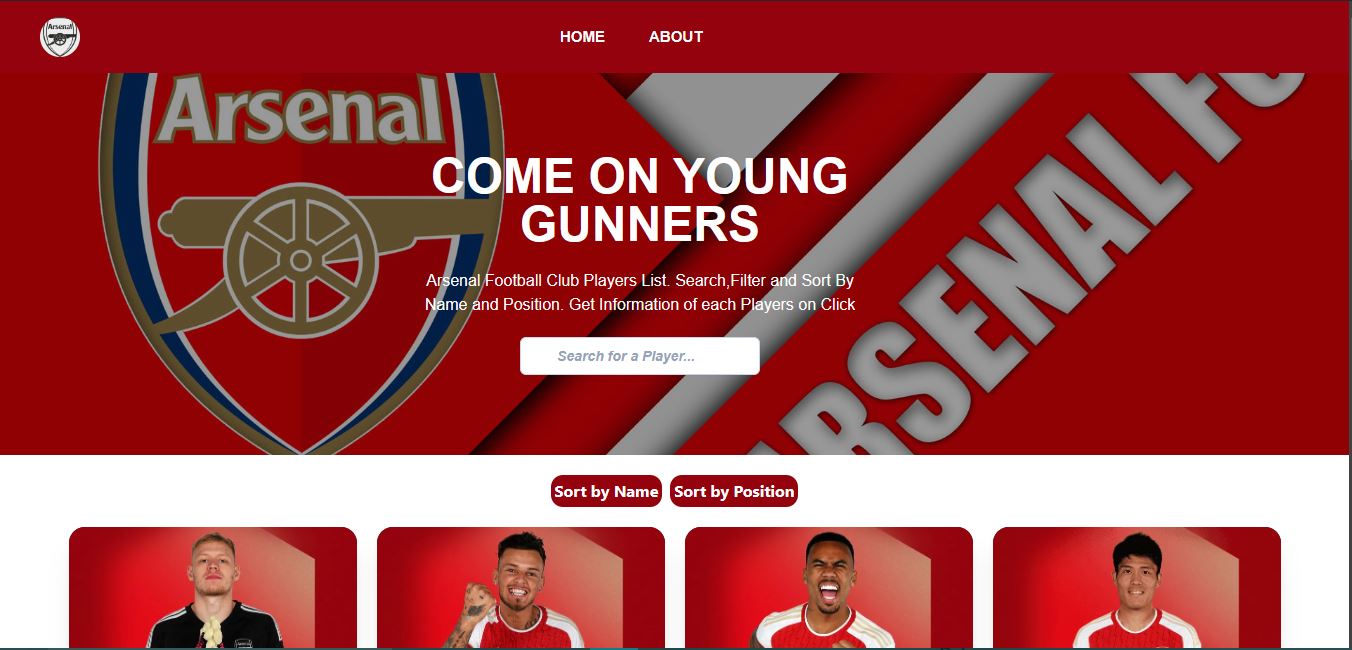 Arsenal
HOME
ABOUT
Arsenal
COME ON YOUNG
GUNNERS
Arsenal Football Club Players List. Search,Filter and Sort By
Name and Position. Get Information of each Players on Click
Search for a Player...
ARSENAL FC
Sort by Name
Sort by Position
Arsenal